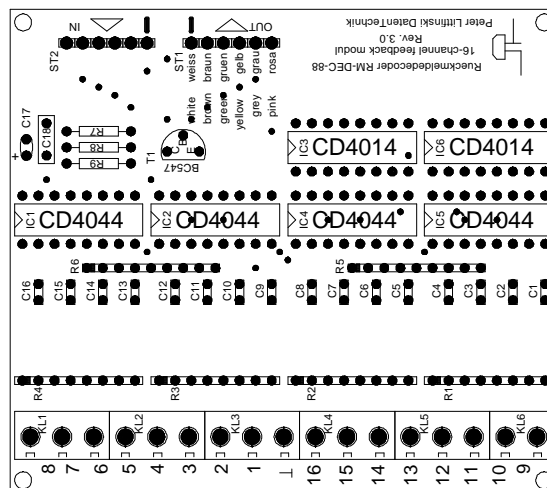 IN
OUT
ST2
ST1
weiss
braun
gruen
gelb
grau
rosa
white
brown
green
yellow
grey
pink
Peter Littfinski DatenTechnik
Rev. 3.0
16-channel feedback modul
Rueckmeldedecoder RM-DEC-88
C17
+
C18
R7
R8
R9
T1
C
B
E
BC547
IC3
CD4014
IC6
CD4014
IC1
CD4044
IC2
CD4044
IC4
CD4044
IC5
CD4044
R6
R5
C16
C15
C14
C13
C12
C11
C10
C9
C8
C7
C6
C5
C4
C3
C2
C1
R4
R3
R2
R1
KL1
KL2
KL3
KL4
KL5
KL6
8
7
6
5
4
3
2
1
⊥
16
15
14
13
12
11
10
9